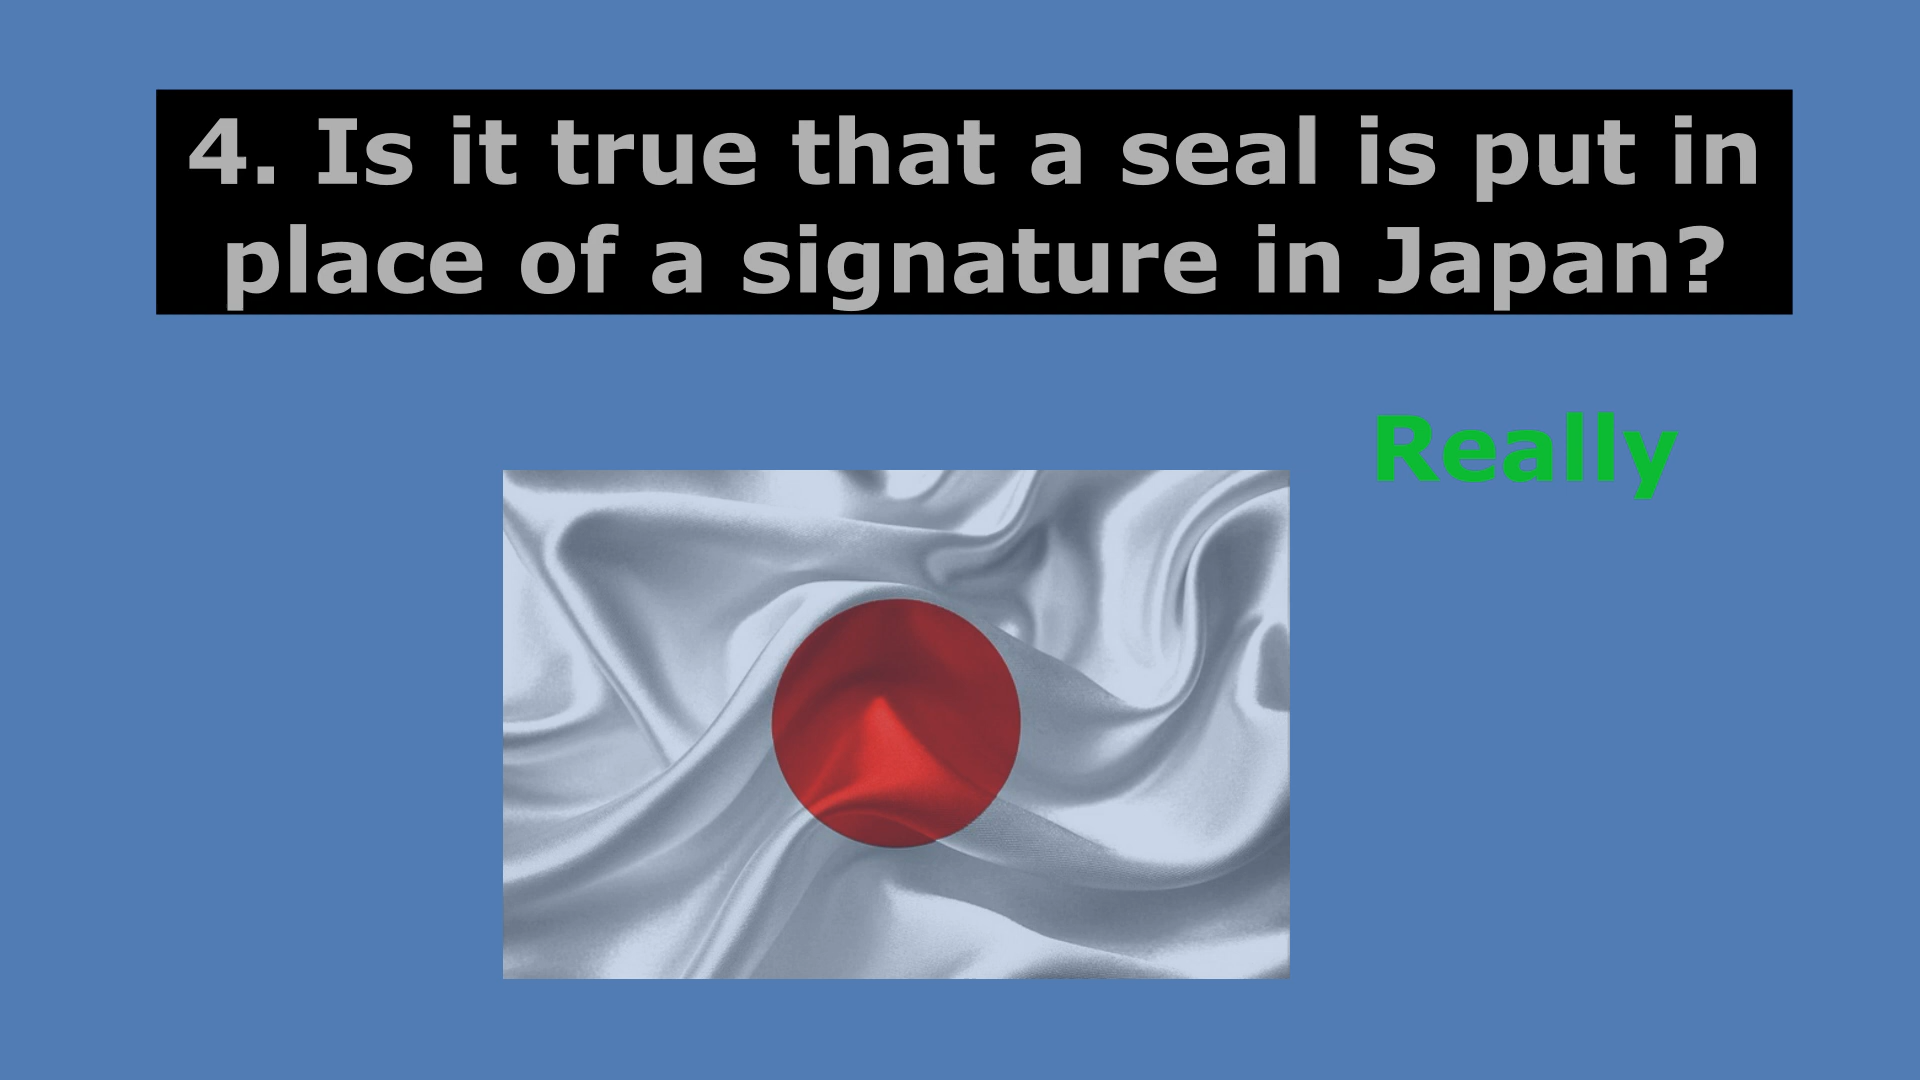 4. Is it true that a seal is put in
place of a signature in Japan?
Really